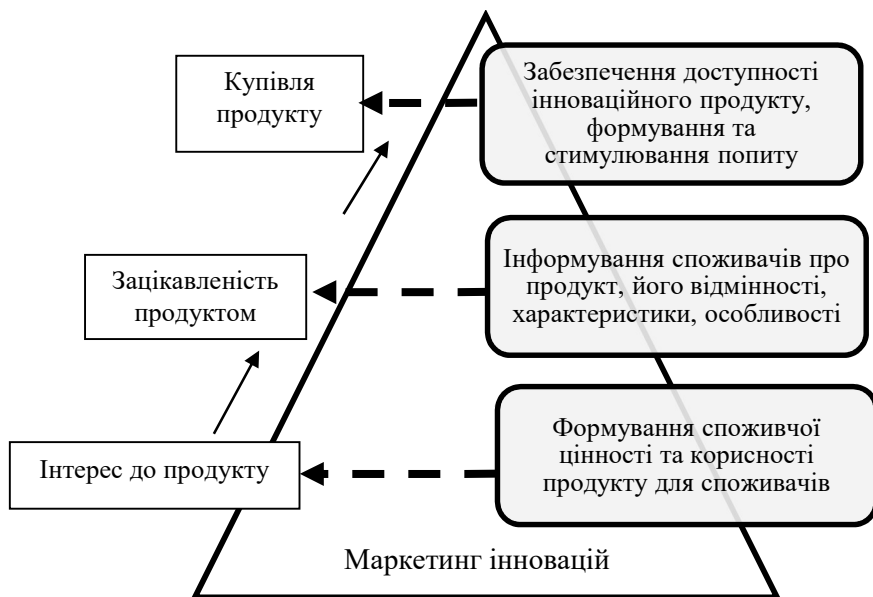 Купівля
продукту
Забезпечення доступності
інноваційного продукту,
формування та
стимулювання попиту
Зацікавленість
продуктом
Інформування споживачів про
продукт, його відмінності,
характеристики, особливості
Інтерес до продукту
Формування споживчої
цінності та корисності
продукту для споживачів
Маркетинг інновацій